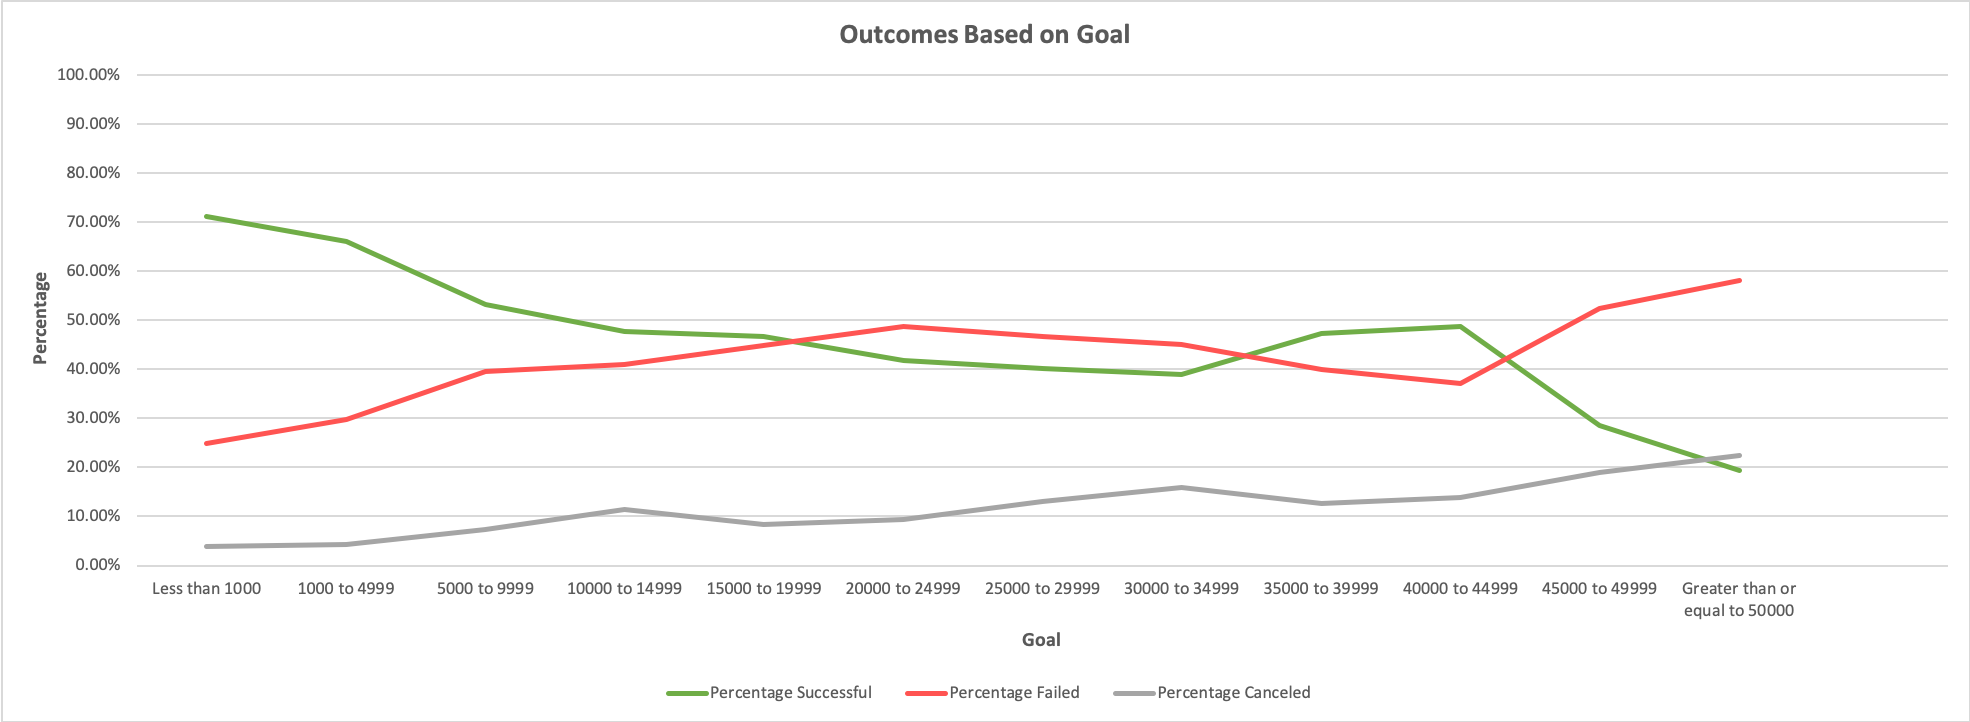 Outcomes Based on Goal
100.00%
90.00%
80.00%
70.00%
60.00%
50.00%
40.00%
30.00%
20.00%
10.00%
0.00%
Percentage
Less than 1000 1000 to 4999 5000 to 9999 10000 to 14999 15000 to 19999 20000 to 24999 25000 to 29999 30000 to 34999 35000 to 39999 40000 to 44999 45000 to 49999 Greater than or
equal to 50000
Goal
Percentage Successful Percentage Failed Percentage Canceled